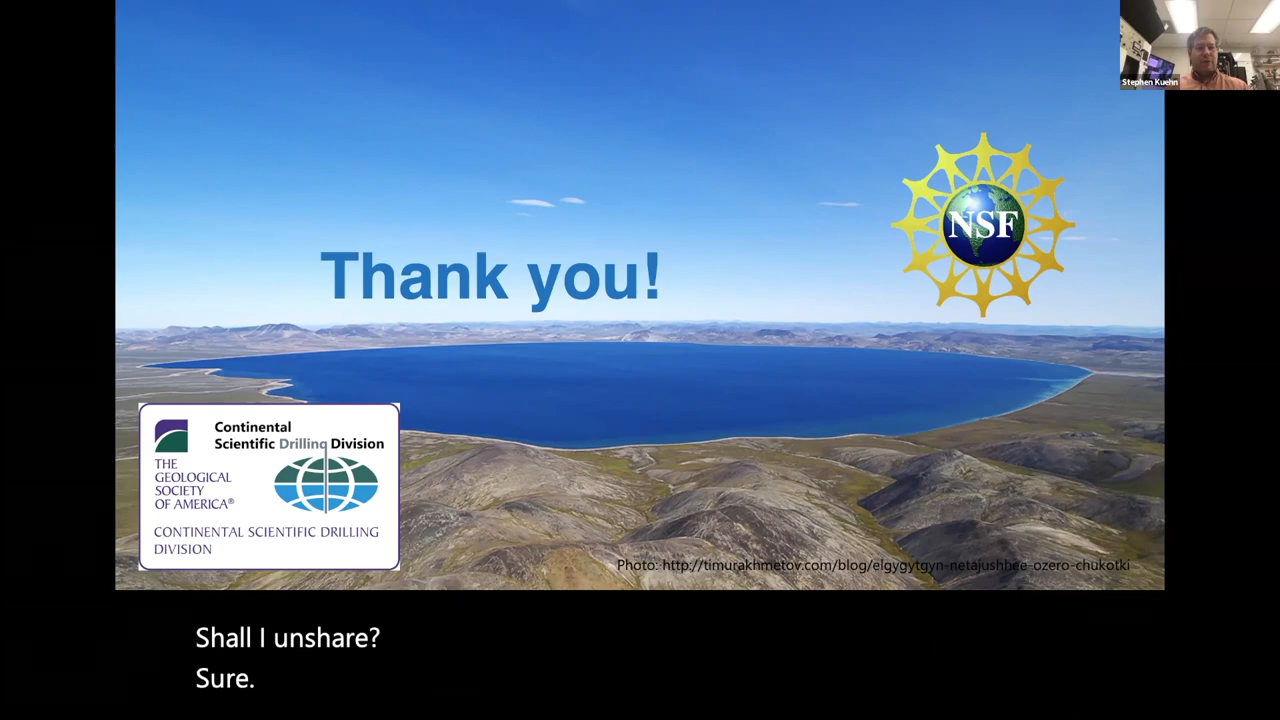 Stephen Kuehn
NSF
Thank you!
Continental
Scientific Drilling Division
THE
GEOLOGICAL
SOCIETY
OF AMERICA®
CONTINENTAL SCIENTIFIC DRILLING
DIVISION
Photo: http://timurakhmetov.com/blog/elgygytgyn-netajushhee-ozero-chukotki
Shall I unshare?
Sure.